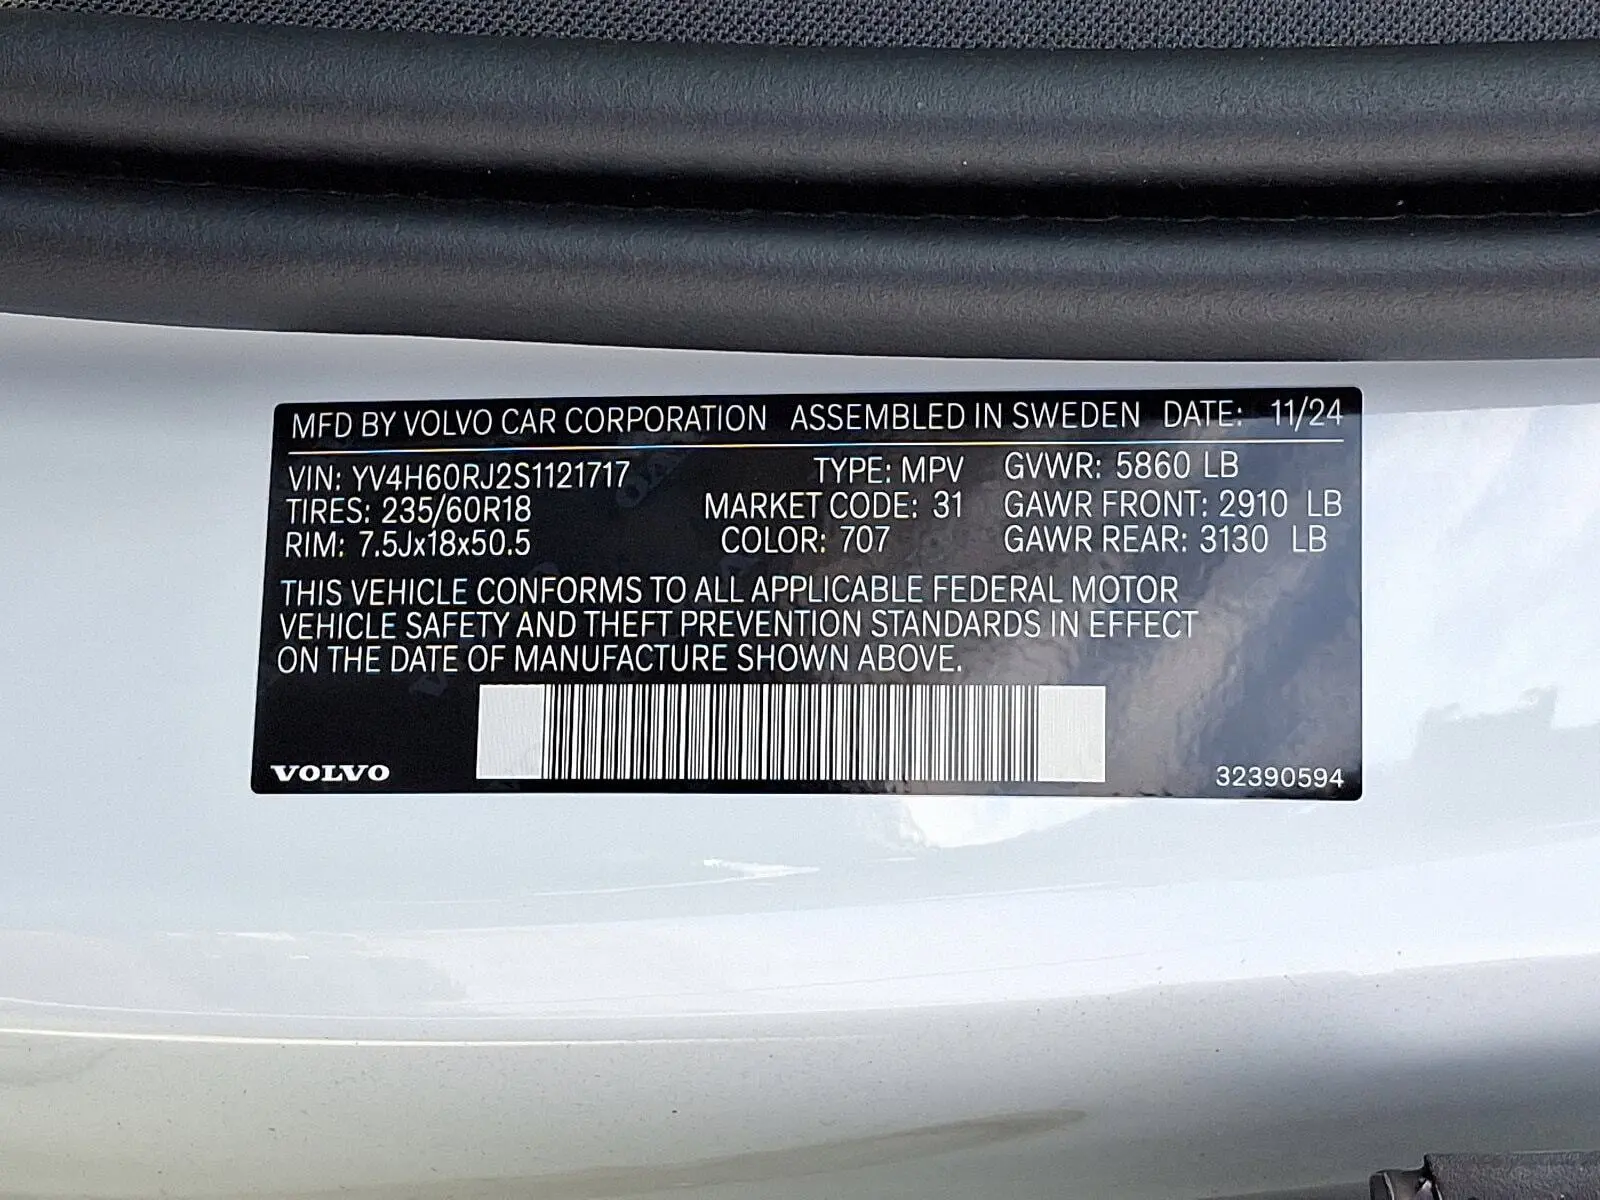 MFD BY VOLVO CAR CORPORATION ASSEMBLED IN SWEDEN DATE: 11/24
VIN: YV4H60RJ2S1121717 TYPE: MPV GVWR: 5860 LB
TIRES: 235/60R18 MARKET CODE: 31 GAWR FRONT: 2910 LB
RIM: 7.5Jx18x50.5 COLOR: 707 GAWR REAR: 3130 LB
THIS VEHICLE CONFORMS TO ALL APPLICABLE FEDERAL MOTOR
VEHICLE SAFETY AND THEFT PREVENTION STANDARDS IN EFFECT
ON THE DATE OF MANUFACTURE SHOWN ABOVE.
VOLVO 32390594